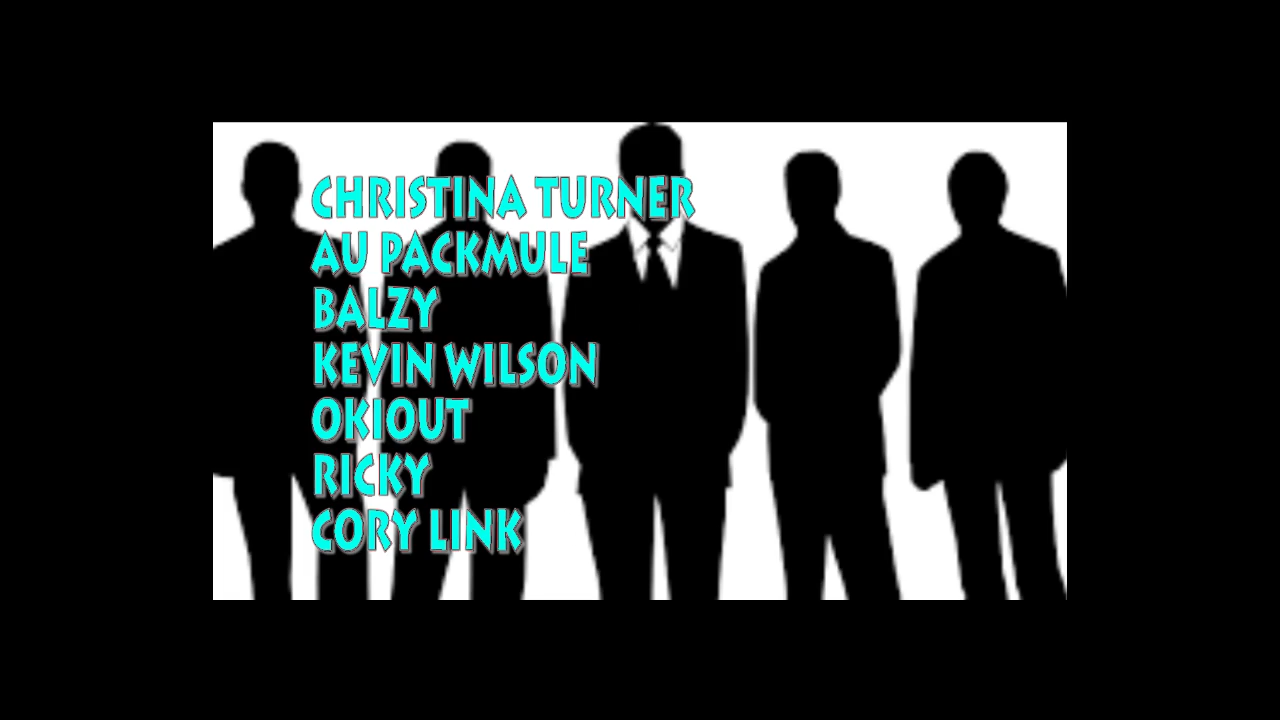 CHRISTINA TURNER
AU PACKMULE
BALZY
KEVIN WILSON
OKIOUT
RICKY
CORY LINK